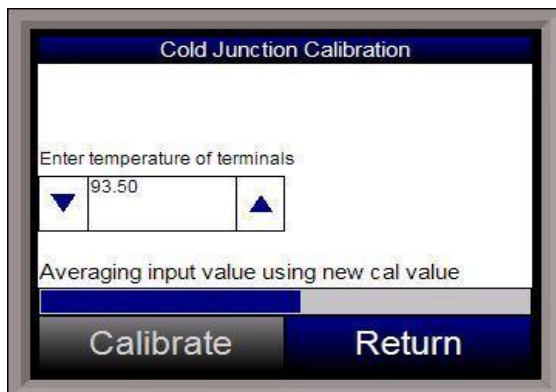 Cold Junction Calibration
Enter temperature of terminals
93.50
Averaging input value using new cal value
Calibrate
Return